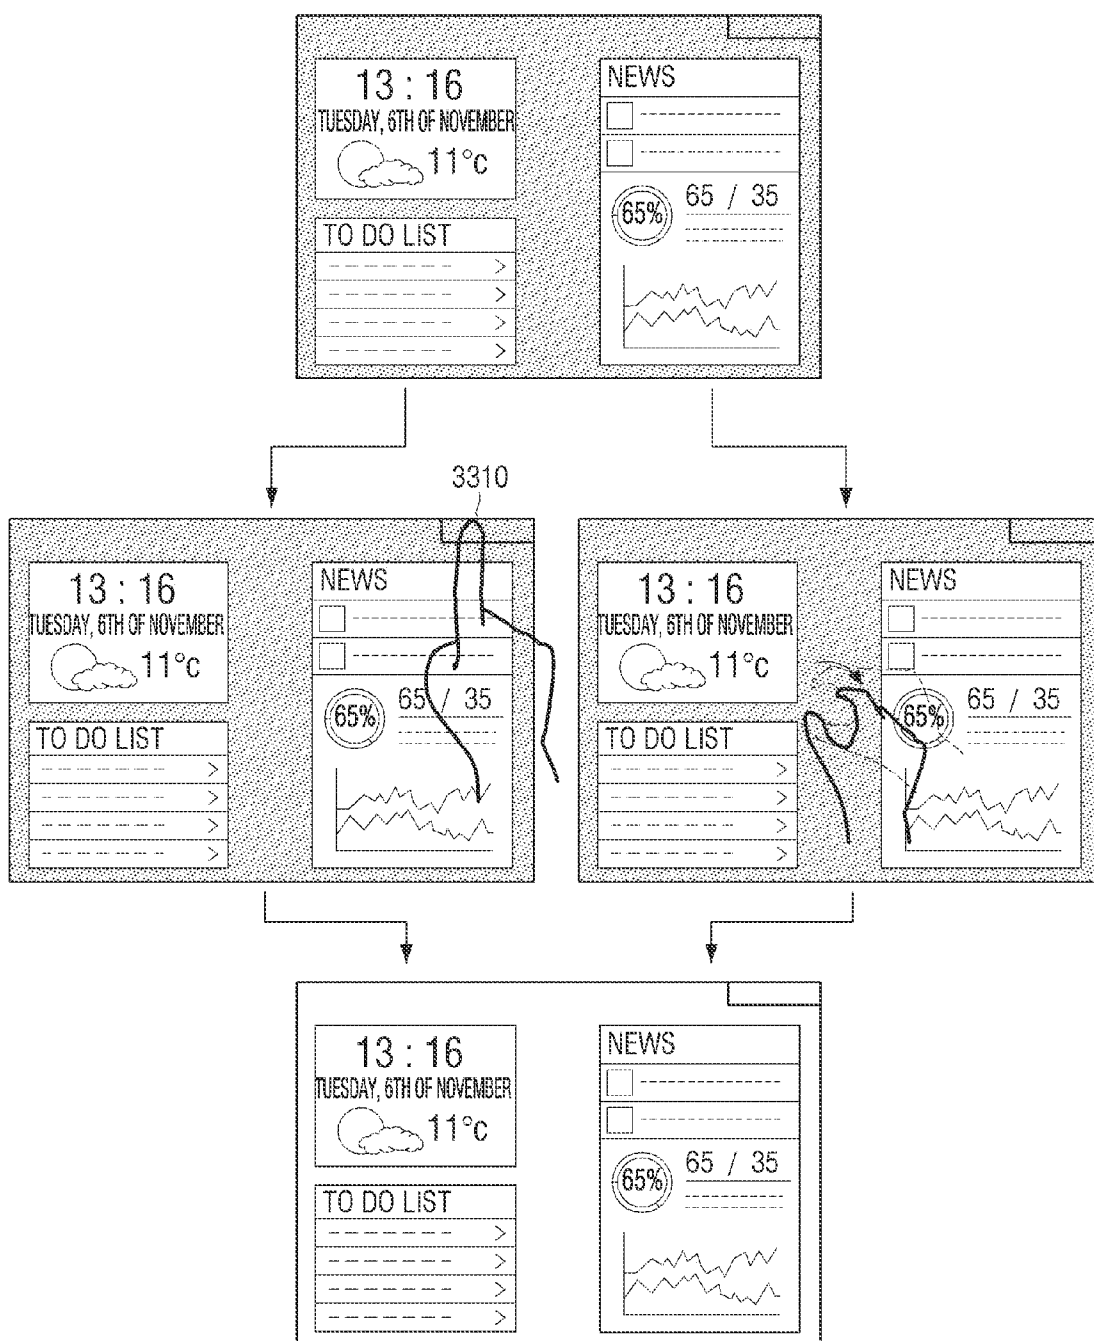 13 : 16
TUESDAY, 6TH OF NOVEMBER
11°c
TO DO LIST
NEWS
65%
65 / 35
3310
13 : 16
TUESDAY, 6TH OF NOVEMBER
11°c
TO DO LIST
NEWS
65%
65 / 35
13 : 16
TUESDAY, 6TH OF NOVEMBER
11°c
TO DO LIST
NEWS
65%
65 / 35
13 : 16
TUESDAY, 6TH OF NOVEMBER
11°c
TO DO LIST
NEWS
65%
65 / 35